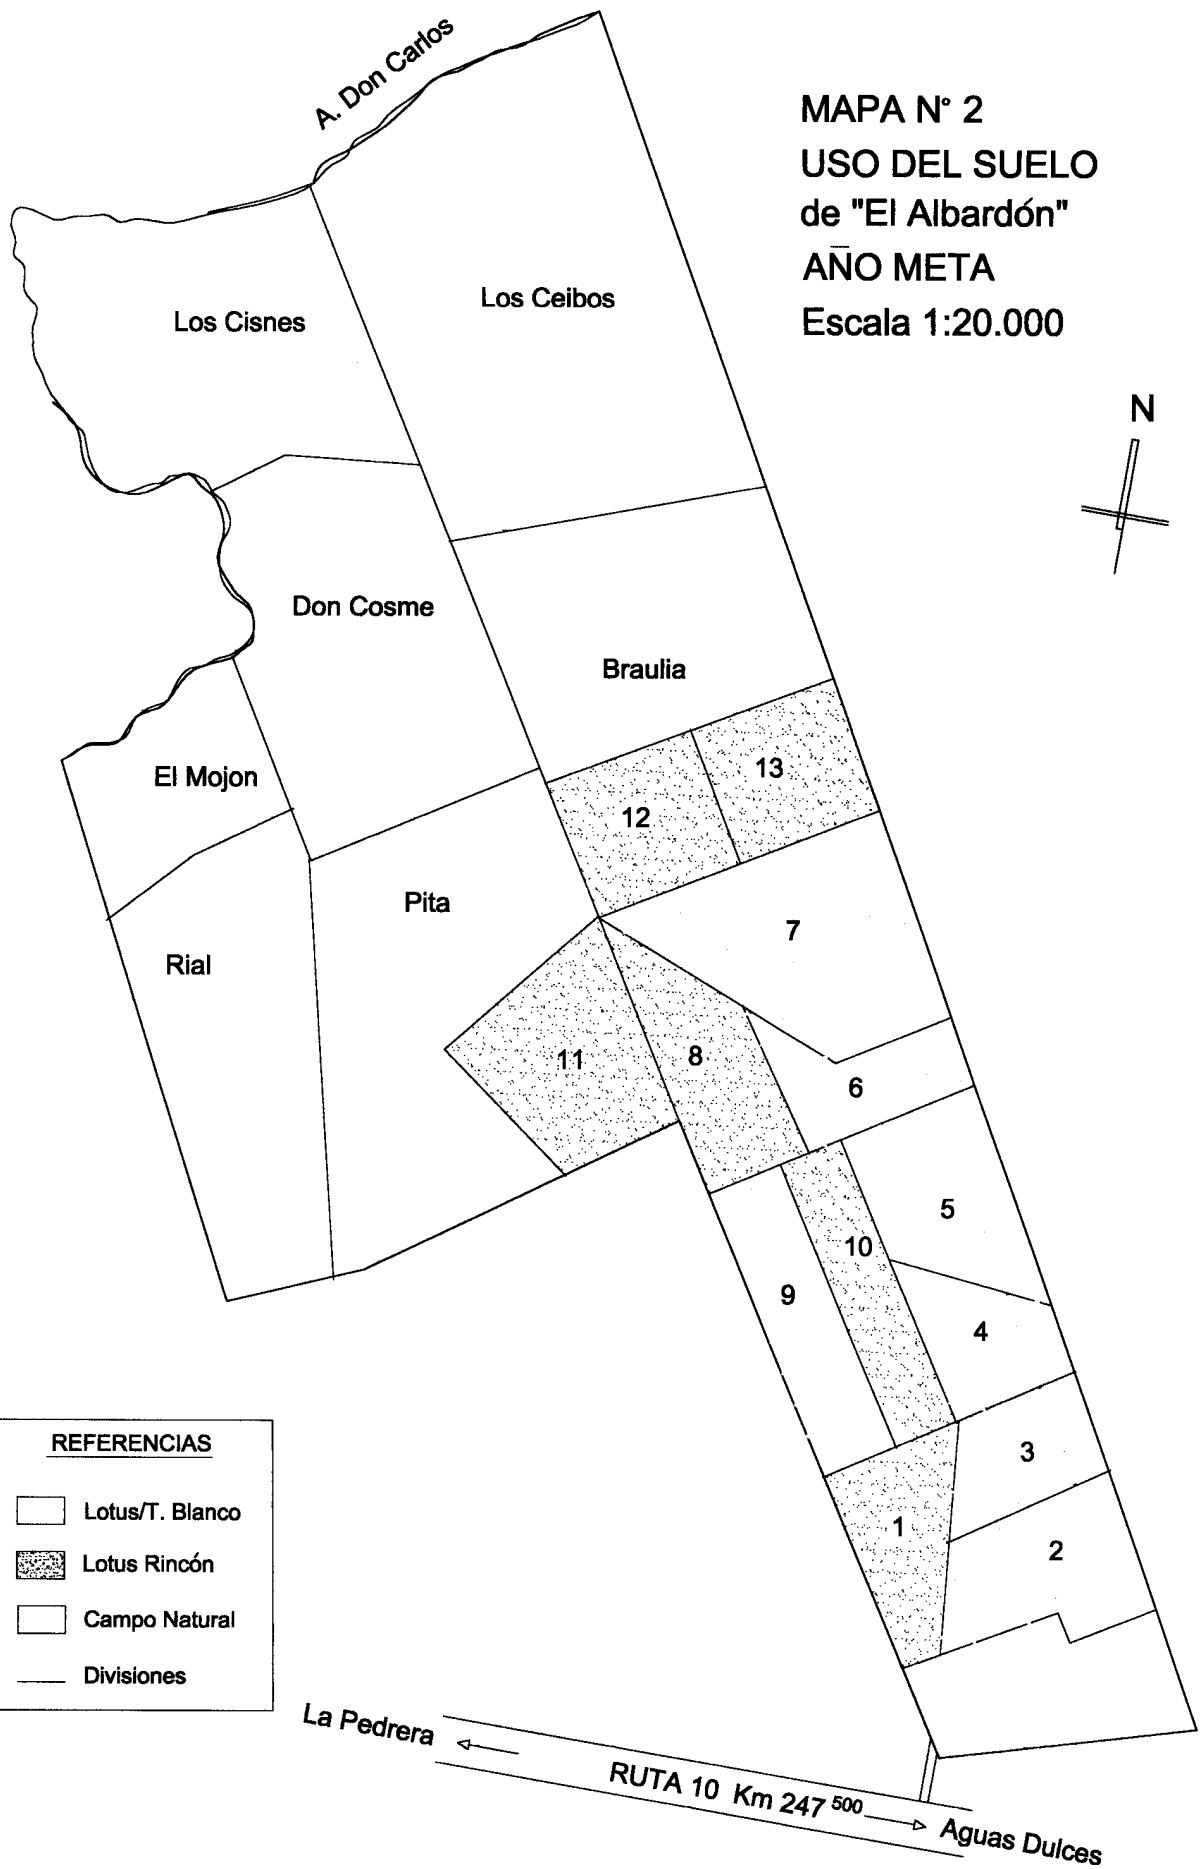 A. Don Carlos
MAPA N° 2
USO DEL SUELO
de "El Albardón"
AÑO META
Escala 1:20.000
N
Los Cisnes
Los Ceibos
Don Cosme
Braulia
El Mojon
13
12
Pita
7
Rial
11
8
6
5
10
9
4
3
1
2
REFERENCIAS
Lotus/T. Blanco
Lotus Rincón
Campo Natural
Divisiones
La Pedrera
RUTA 10 Km 247 500
Aguas Dulces